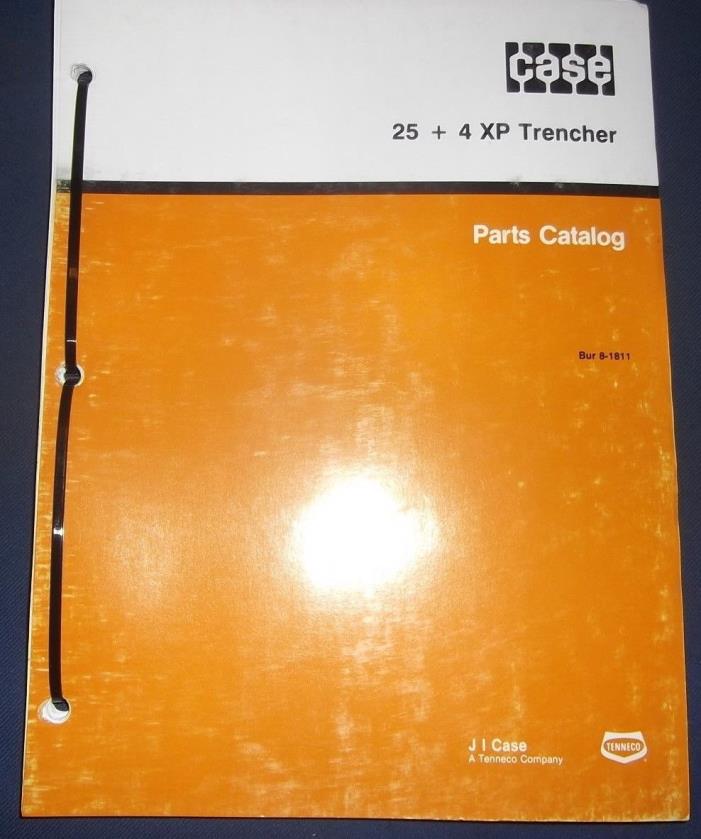 case
25 + 4 XP Trencher
Parts Catalog
Bur 8-1811
J I Case
A Tenneco Company
TENNECO